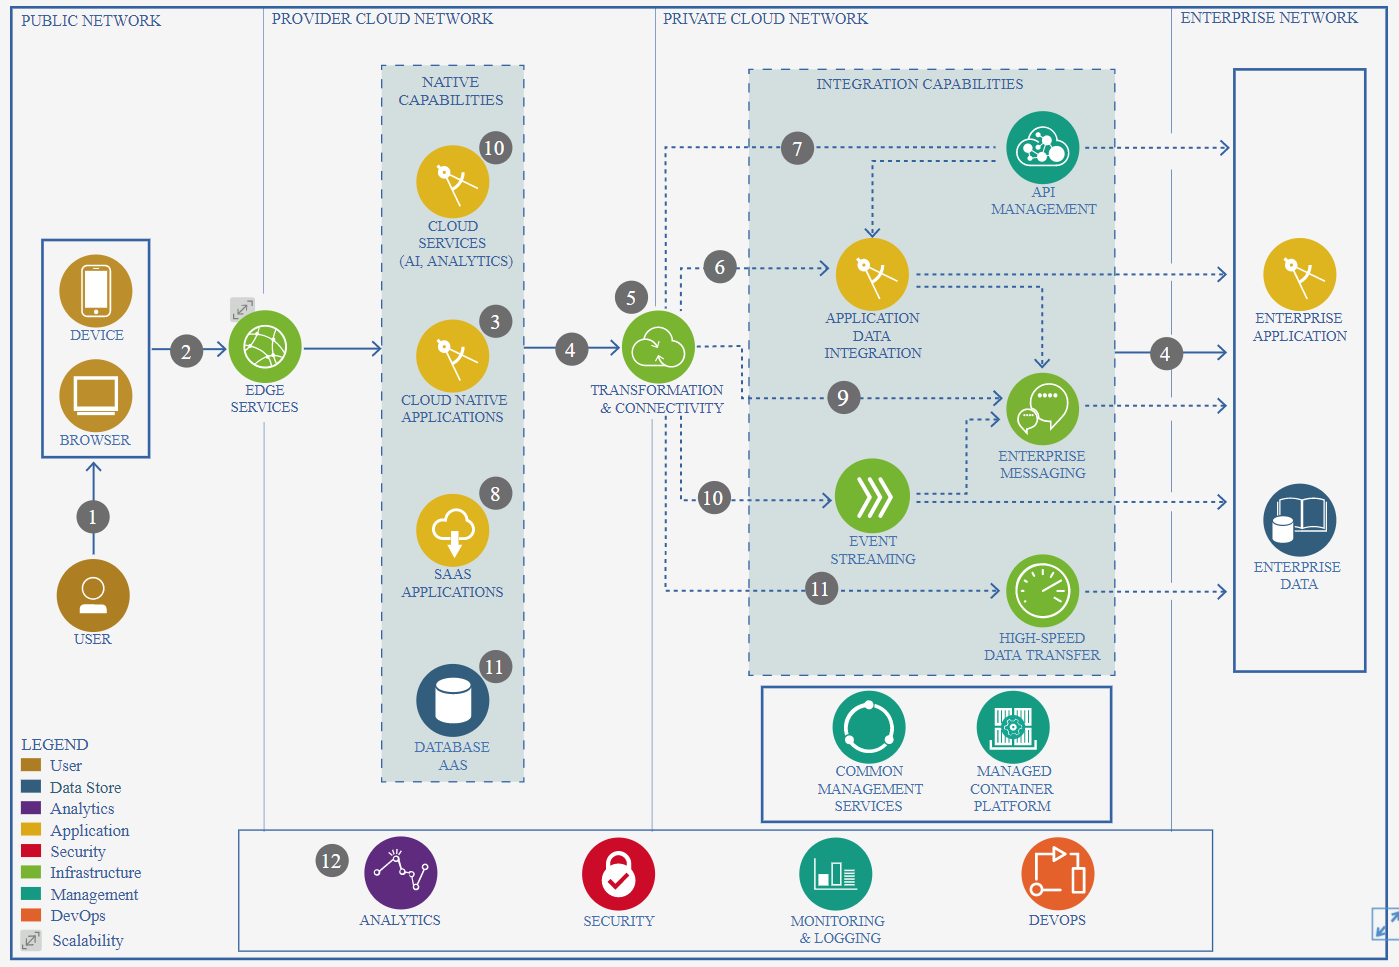 PUBLIC NETWORK
PROVIDER CLOUD NETWORK
PRIVATE CLOUD NETWORK
ENTERPRISE NETWORK
DEVICE
BROWSER
1
USER
2
EDGE
SERVICES
NATIVE
CAPABILITIES
10
CLOUD
SERVICES
(AI, ANALYTICS)
3
CLOUD NATIVE
APPLICATIONS
8
SAAS
APPLICATIONS
11
DATABASE
AAS
4
5
TRANSFORMATION
& CONNECTIVITY
INTEGRATION CAPABILITIES
7
API
MANAGEMENT
6
APPLICATION
DATA
INTEGRATION
9
ENTERPRISE
MESSAGING
10
EVENT
STREAMING
11
HIGH-SPEED
DATA TRANSFER
COMMON
MANAGEMENT
SERVICES
MANAGED
CONTAINER
PLATFORM
4
ENTERPRISE
APPLICATION
ENTERPRISE
DATA
LEGEND
User
Data Store
Analytics
Application
Security
Infrastructure
Management
DevOps
Scalability
12
ANALYTICS
SECURITY
MONITORING
& LOGGING
DEVOPS